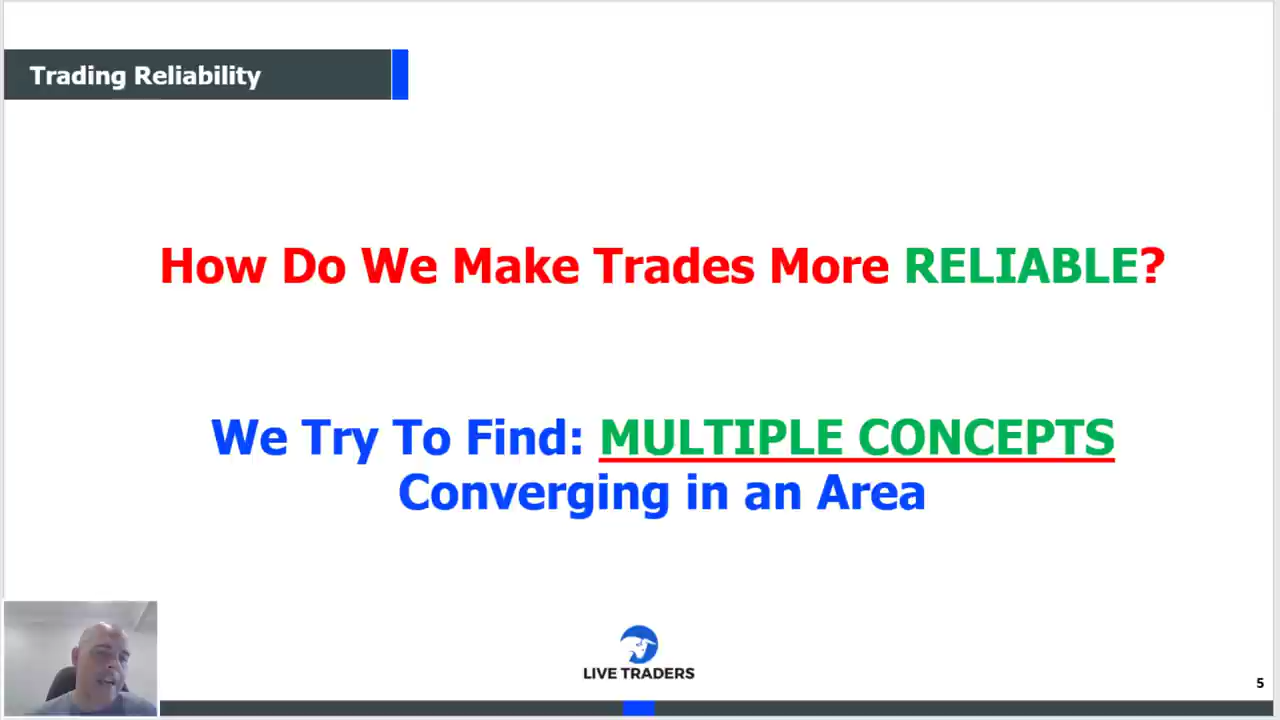 Trading Reliability
How Do We Make Trades More RELIABLE?
We Try To Find: MULTIPLE CONCEPTS
Converging in an Area
LIVE TRADERS
5